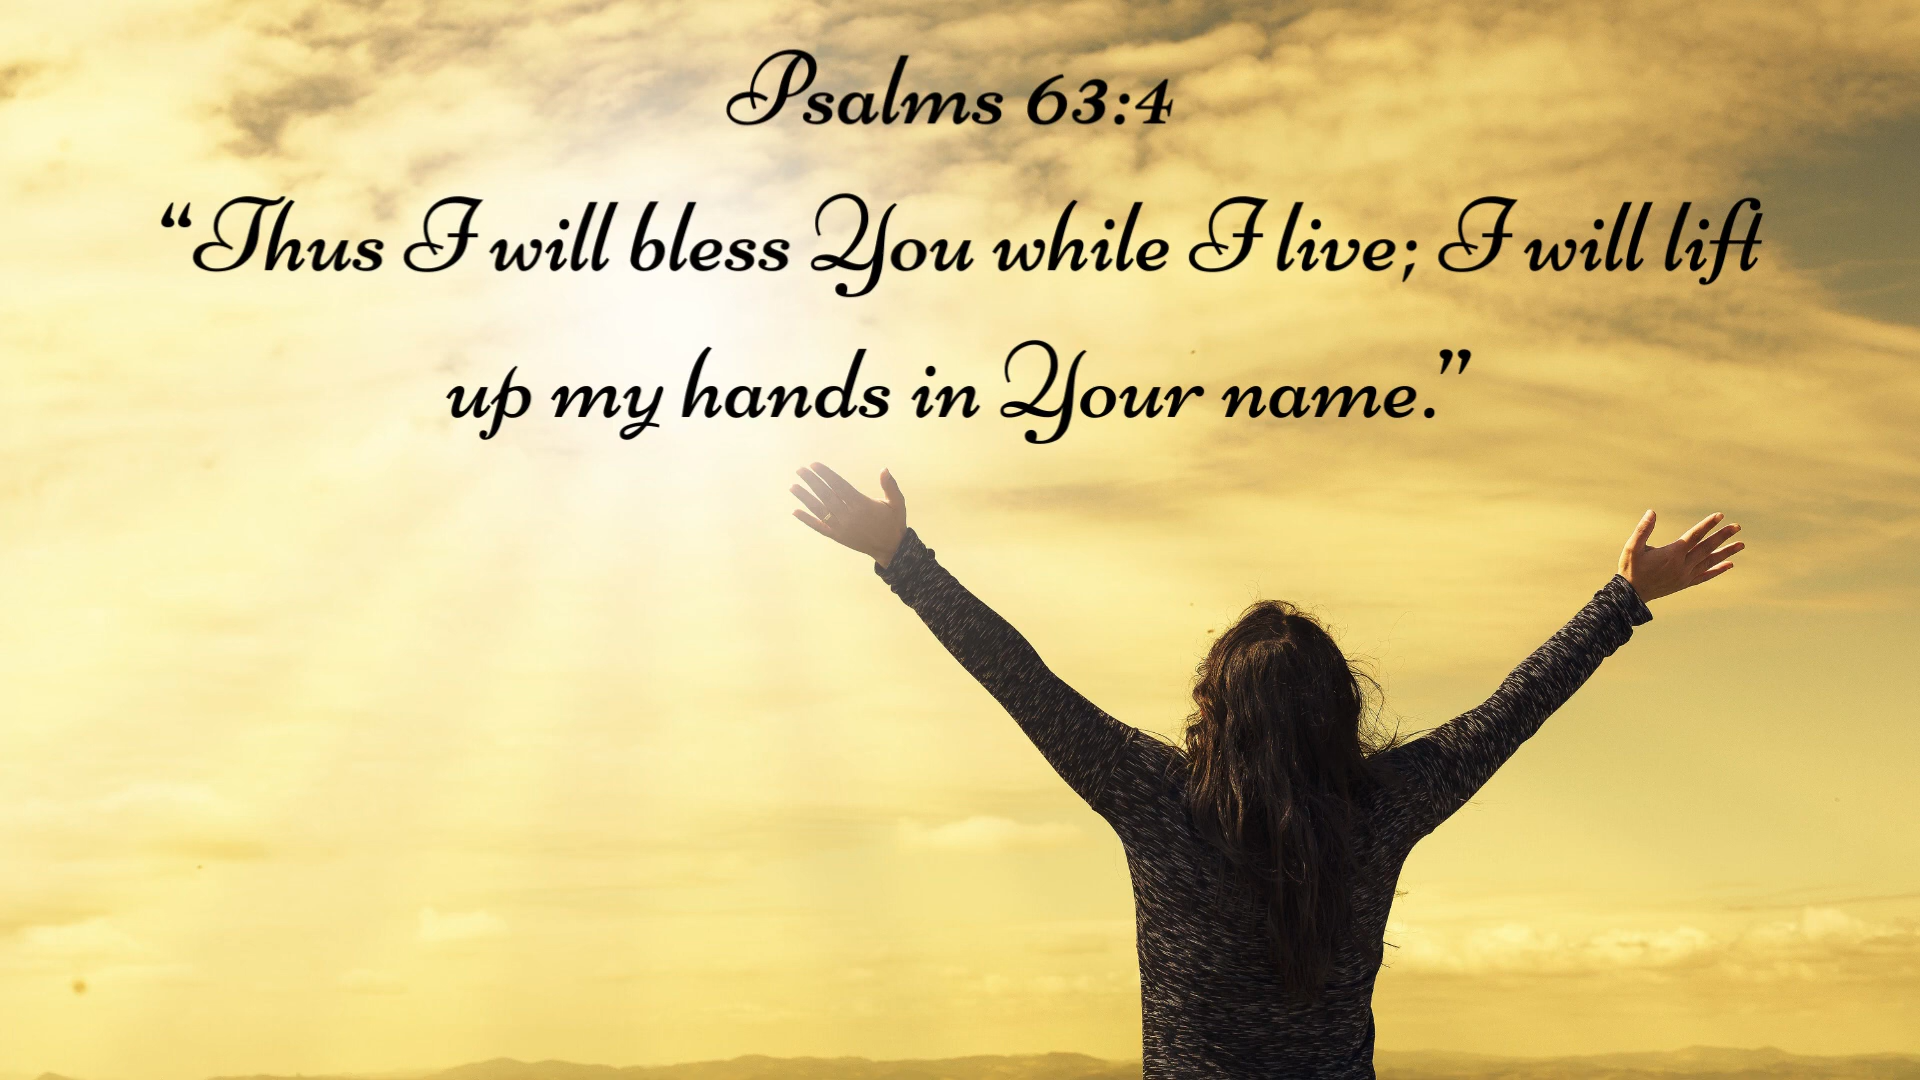 Psalms 63:4
“Thus I will bless You while I live; I will lift
up my hands in Your name.”